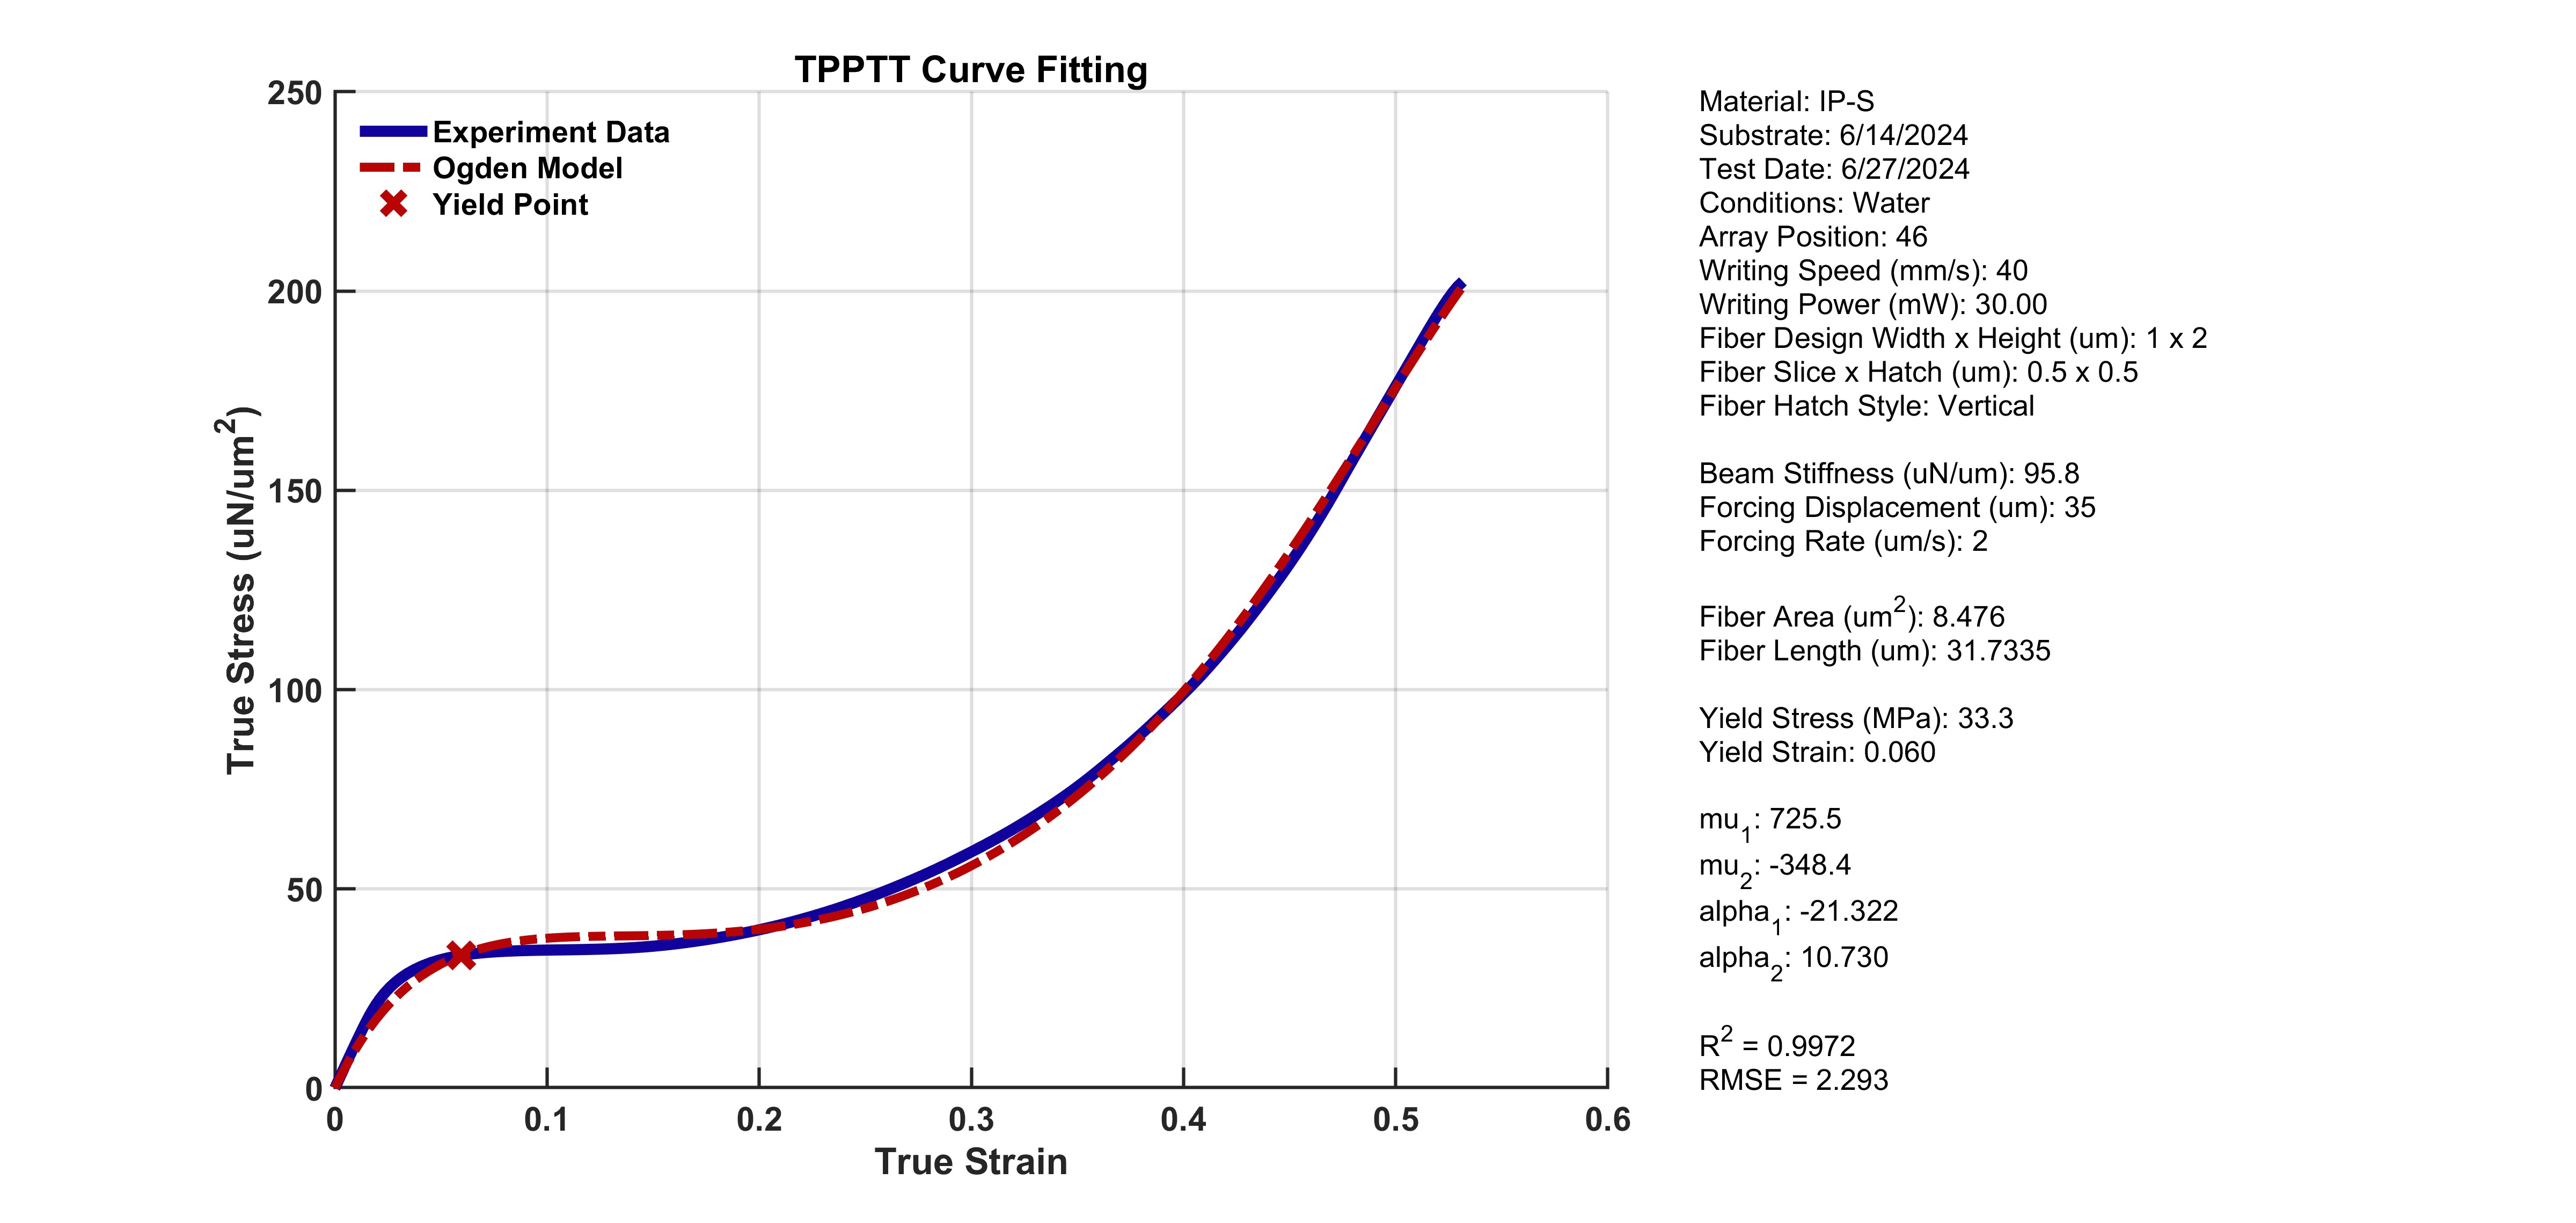 TPPTT Curve Fitting
250
200
150
100
50
0
True Stress (uN/um²)
Experiment Data
Ogden Model
Yield Point
0 0.1 0.2 0.3 0.4 0.5 0.6
True Strain
Material: IP-S
Substrate: 6/14/2024
Test Date: 6/27/2024
Conditions: Water
Array Position: 46
Writing Speed (mm/s): 40
Writing Power (mW): 30.00
Fiber Design Width x Height (um): 1 x 2
Fiber Slice x Hatch (um): 0.5 x 0.5
Fiber Hatch Style: Vertical
Beam Stiffness (uN/um): 95.8
Forcing Displacement (um): 35
Forcing Rate (um/s): 2
Fiber Area (um²): 8.476
Fiber Length (um): 31.7335
Yield Stress (MPa): 33.3
Yield Strain: 0.060
mu₁: 725.5
mu₂: -348.4
alpha₁: -21.322
alpha₂: 10.730
R² = 0.9972
RMSE = 2.293